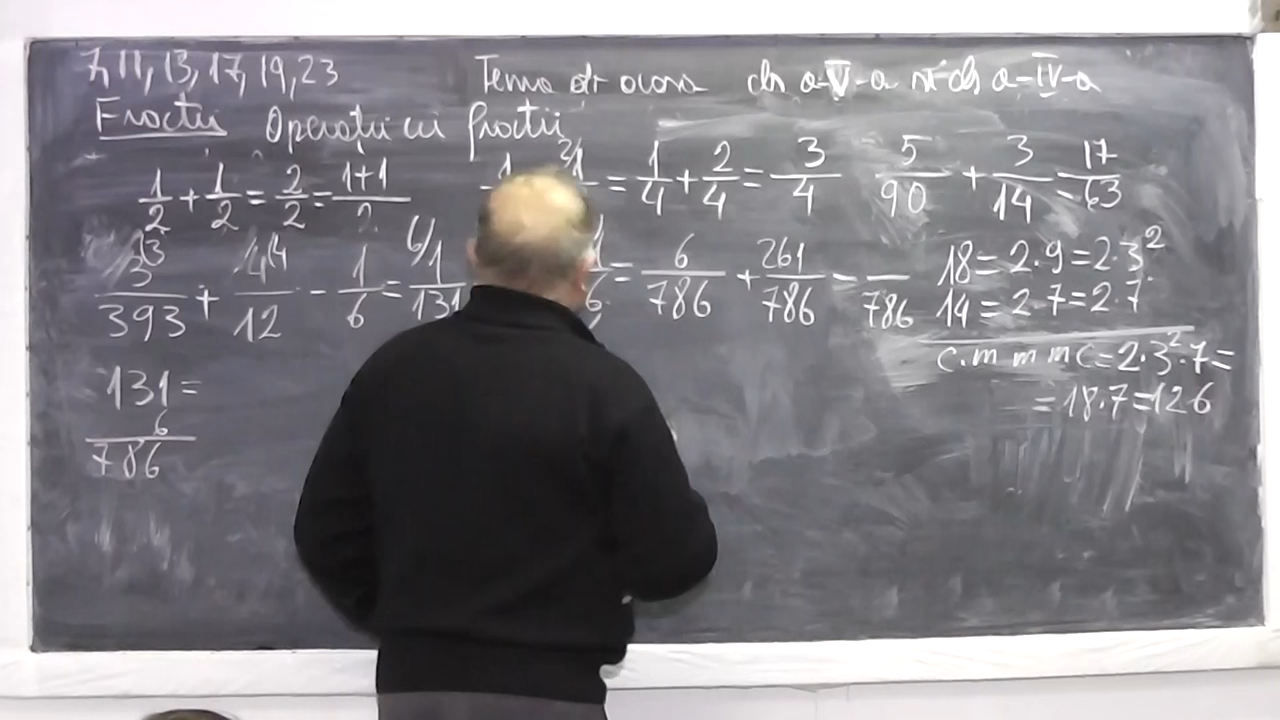 7, 11, 13, 17, 19, 23
Tema de acasa cls a-V-a si cls a-IV-a
Fractii Operatii cu fractii
1/2 + 1/2 = 2/2 = (1+1)/2
1/4 + 2/4 = 3/4
5/90 + 3/14 = 17/63
3/393 + 4/12 - 1/6 = 1/131
= 6/786 + 261/786 = /786
18 = 2·9 = 2·3²
14 = 2·7 = 2·7
c.m m m c = 2·3²·7 =
= 18·7 = 126
131 =
6
786